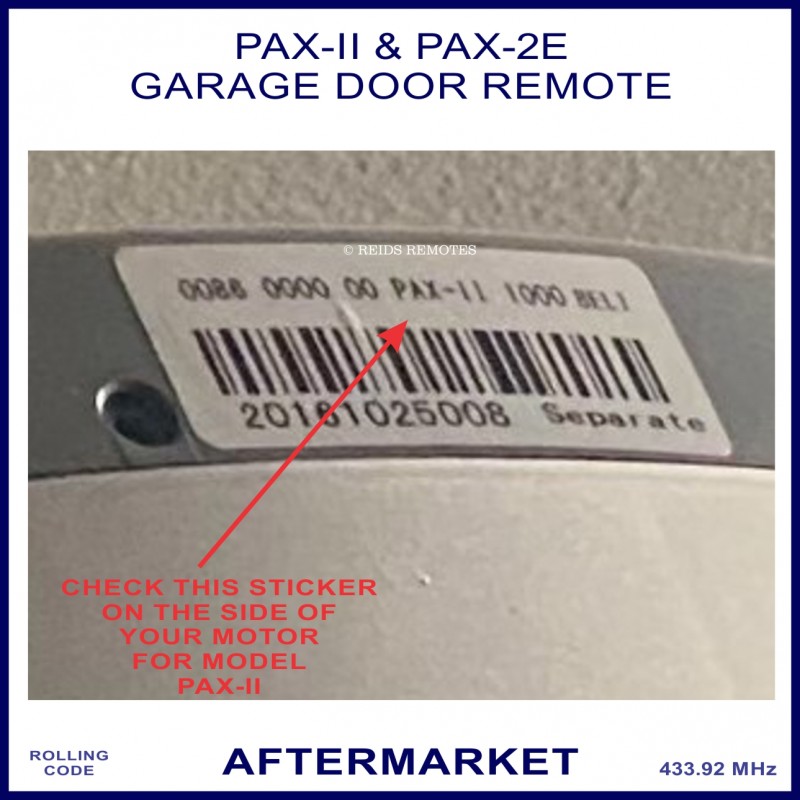 PAX-II & PAX-2E
GARAGE DOOR REMOTE
© REIDS REMOTES
0086 0000 00 PAX-II 1000 BELT
20161025008 Separate
CHECK THIS STICKER
ON THE SIDE OF
YOUR MOTOR
FOR MODEL
PAX-II
ROLLING
CODE
AFTERMARKET
433.92 MHz